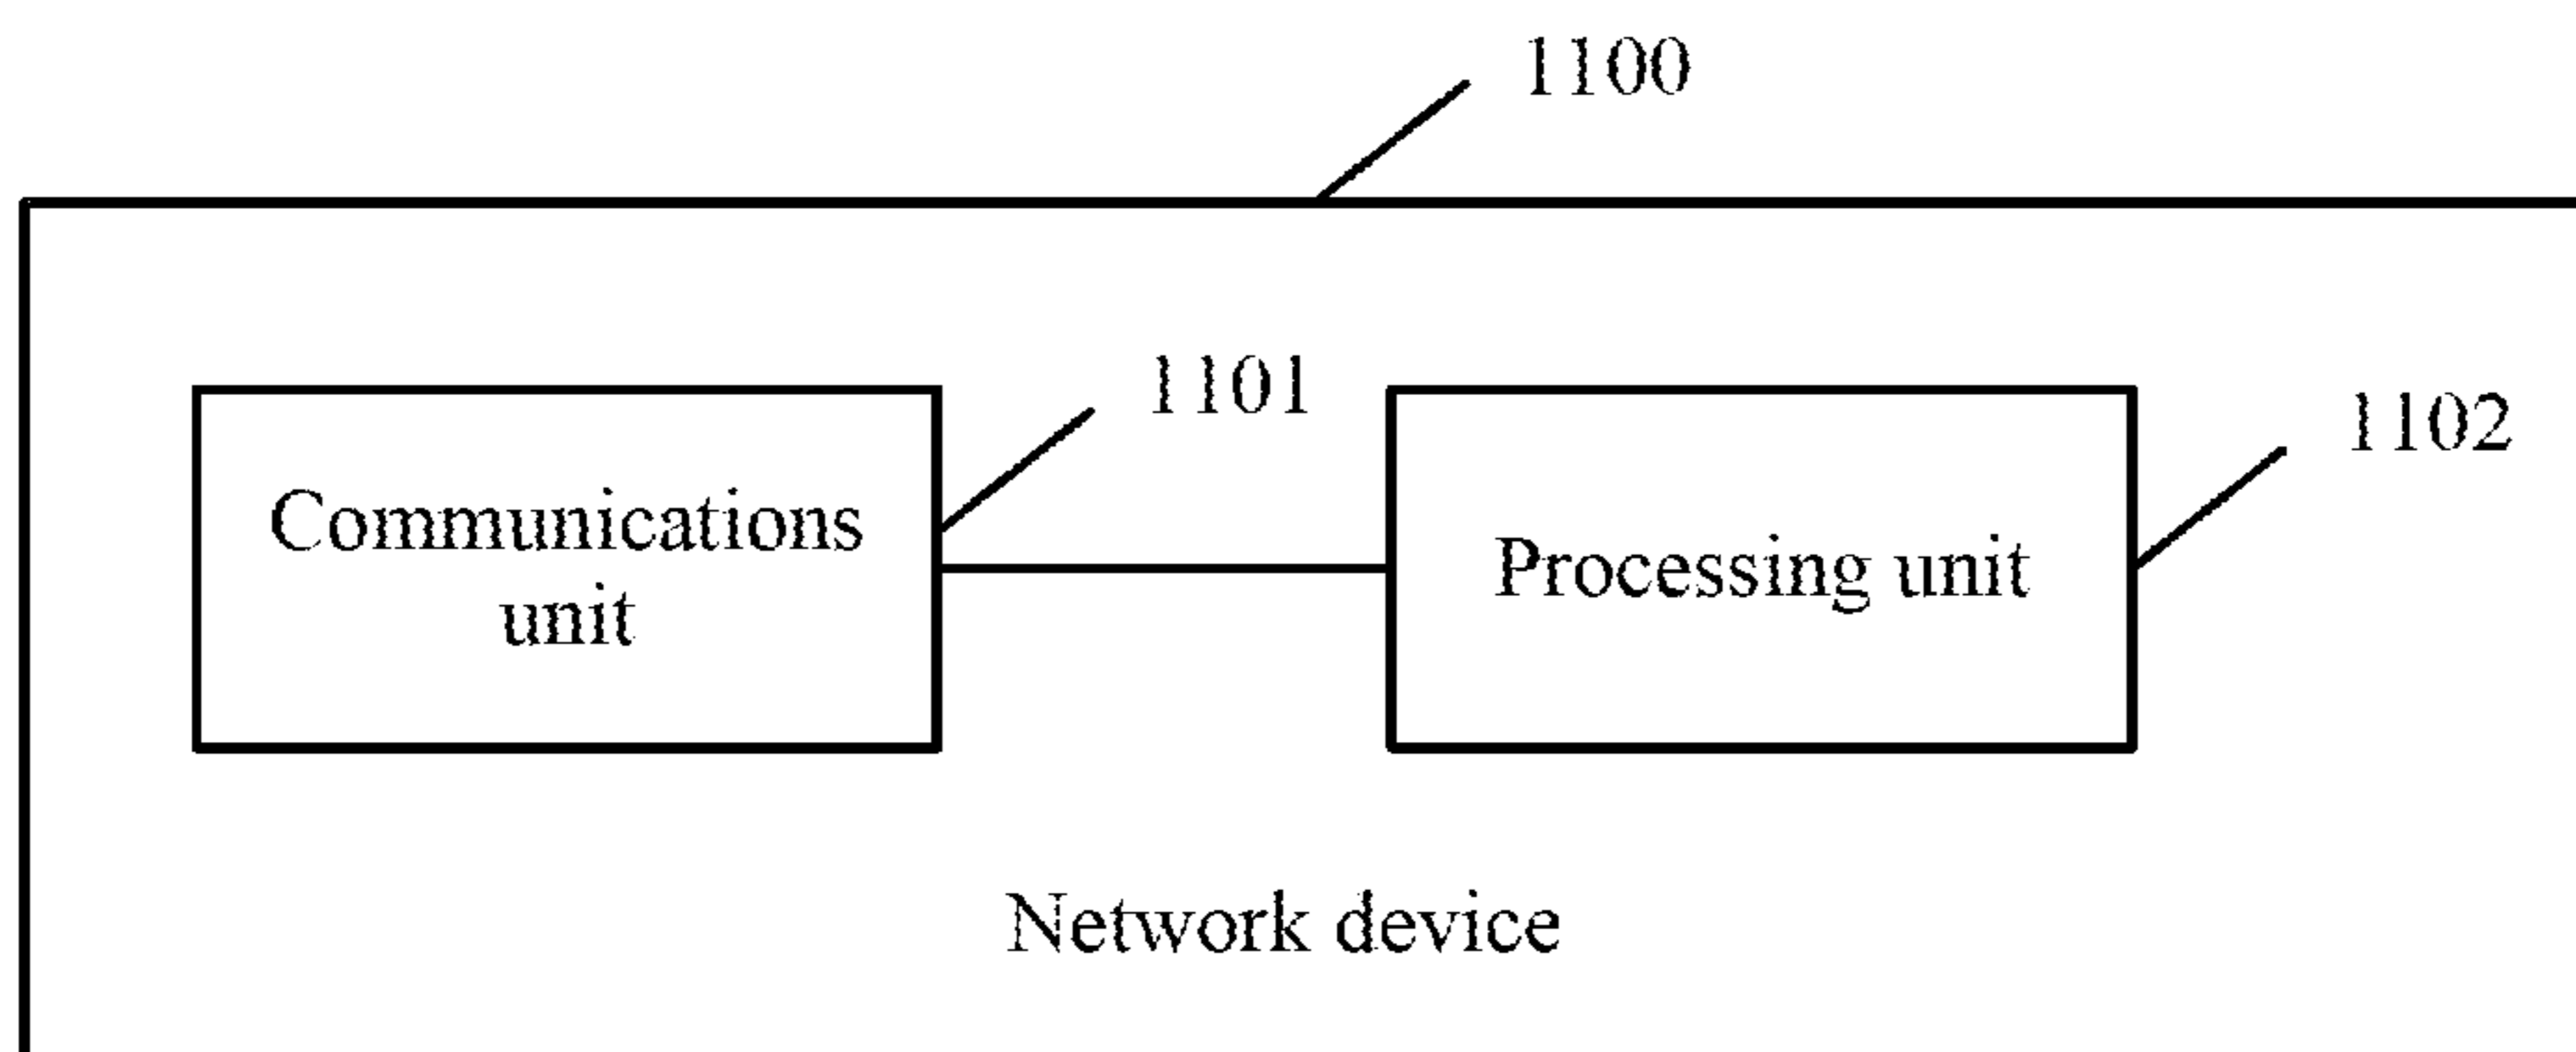 1100
1101
1102
Communications
unit
Processing unit
Network device